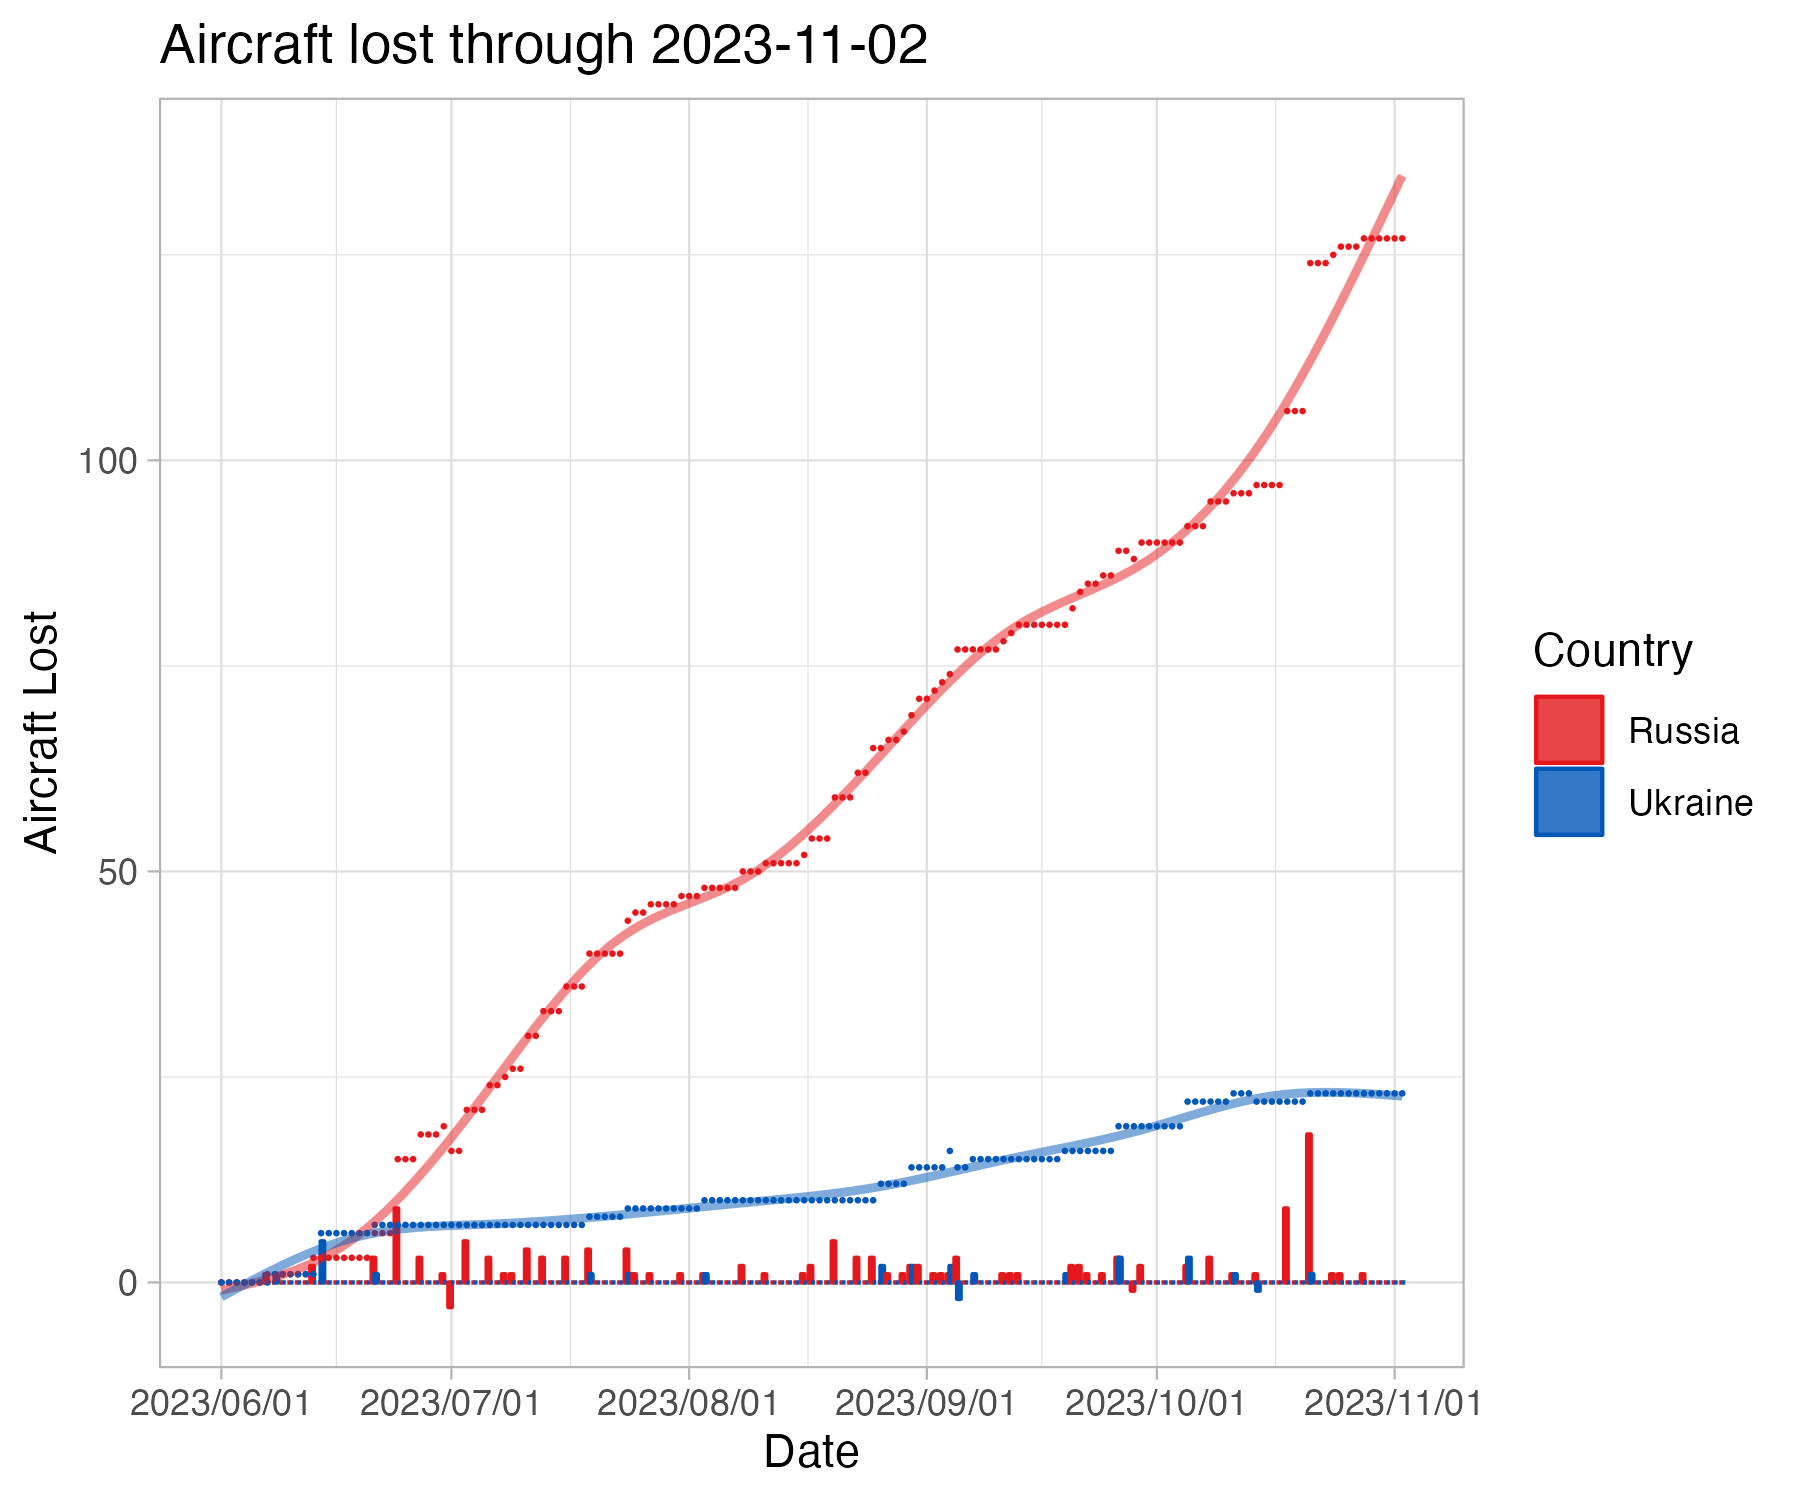 Aircraft lost through 2023-11-02
Aircraft Lost
100
50
0
2023/06/01 2023/07/01 2023/08/01 2023/09/01 2023/10/01 2023/11/01
Date
Country
Russia
Ukraine